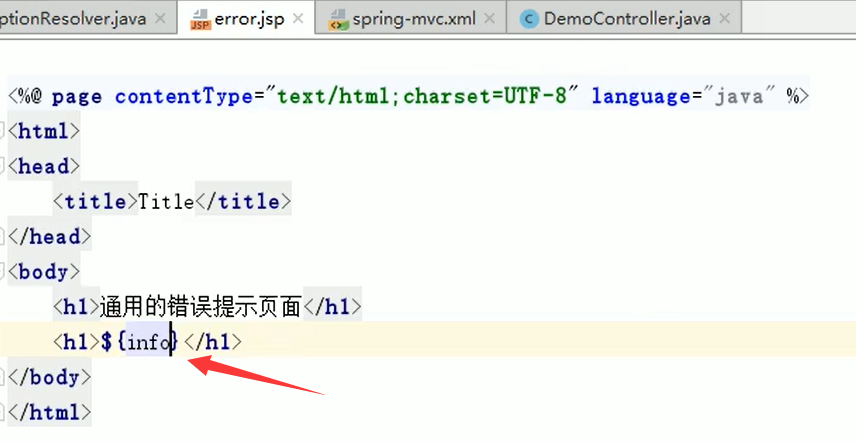 ptionResolver.java error.jsp spring-mvc.xml DemoController.java
<%@ page contentType="text/html;charset=UTF-8" language="java" %>
<html>
<head>
<title>Title</title>
</head>
<body>
<h1>通用的错误提示页面</h1>
<h1>${info}</h1>
</body>
</html>